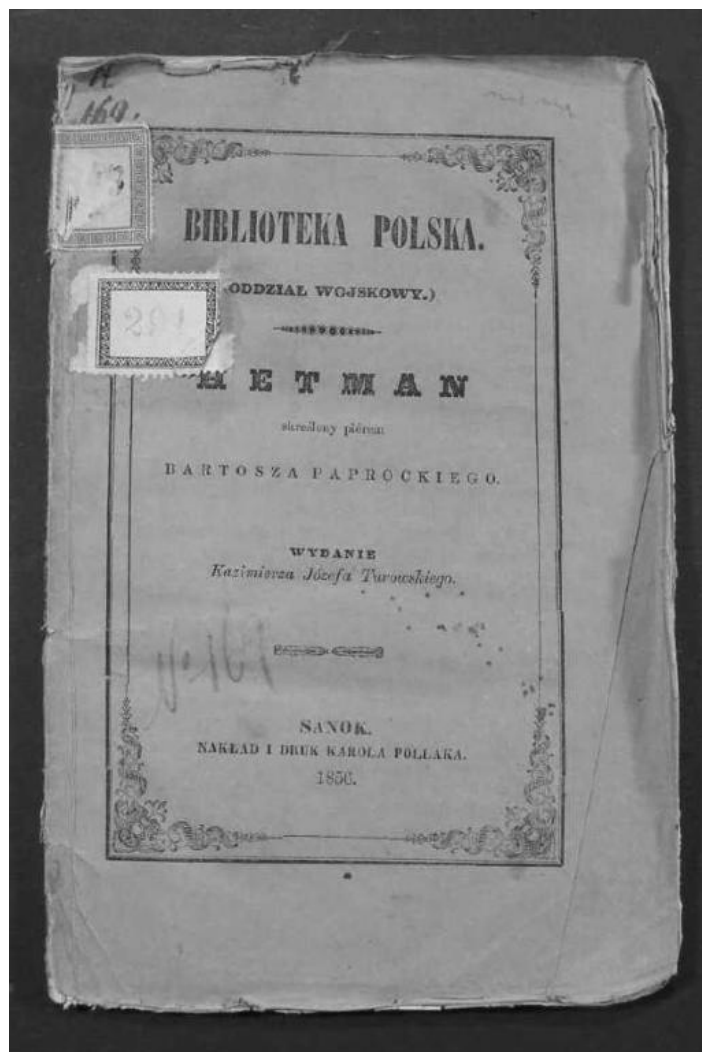 169.
BIBLIOTEKA POLSKA.
(ODDZIAŁ WOJSKOWY.)
HETMAN
skreślony piórem
BARTOSZA PAPROCKIEGO.
WYDANIE
Kazimierza Józefa Turowskiego.
SANOK.
NAKŁAD I DRUK KAROLA POLLAKA.
1856.